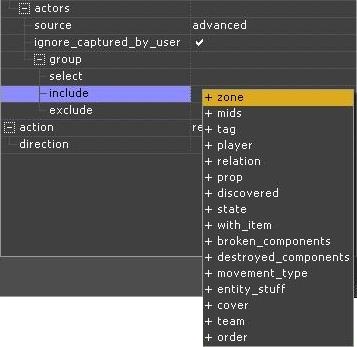 actors
source advanced
ignore_captured_by_user
group
select
include
exclude
action re
direction
+ zone
+ mids
+ tag
+ player
+ relation
+ prop
+ discovered
+ state
+ with_item
+ broken_components
+ destroyed_components
+ movement_type
+ entity_stuff
+ cover
+ team
+ order